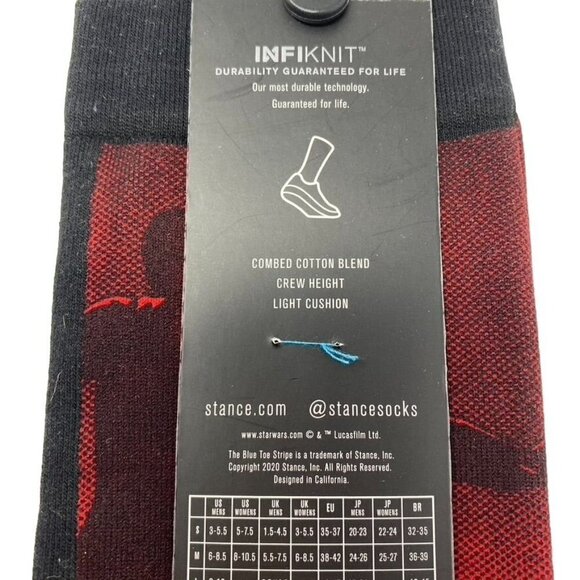 INFIKNIT™
DURABILITY GUARANTEED FOR LIFE
Our most durable technology.
Guaranteed for life.
COMBED COTTON BLEND
CREW HEIGHT
LIGHT CUSHION
stance.com @stancesocks
www.starwars.com © & ™ Lucasfilm Ltd.
The Blue Toe Stripe is a trademark of Stance, Inc.
Copyright 2020 Stance, Inc. All Rights Reserved.
Designed in California.
US MENS US WOMENS UK MENS UK WOMENS EU JP MENS JP WOMENS BR
S 3-5.5 5-7.5 1.5-4.5 3-5.5 35-37 20-23 22-24 32-35
M 6-8.5 8-10.5 5.5-7.5 6-8.5 38-42 24-26 25-27 36-39